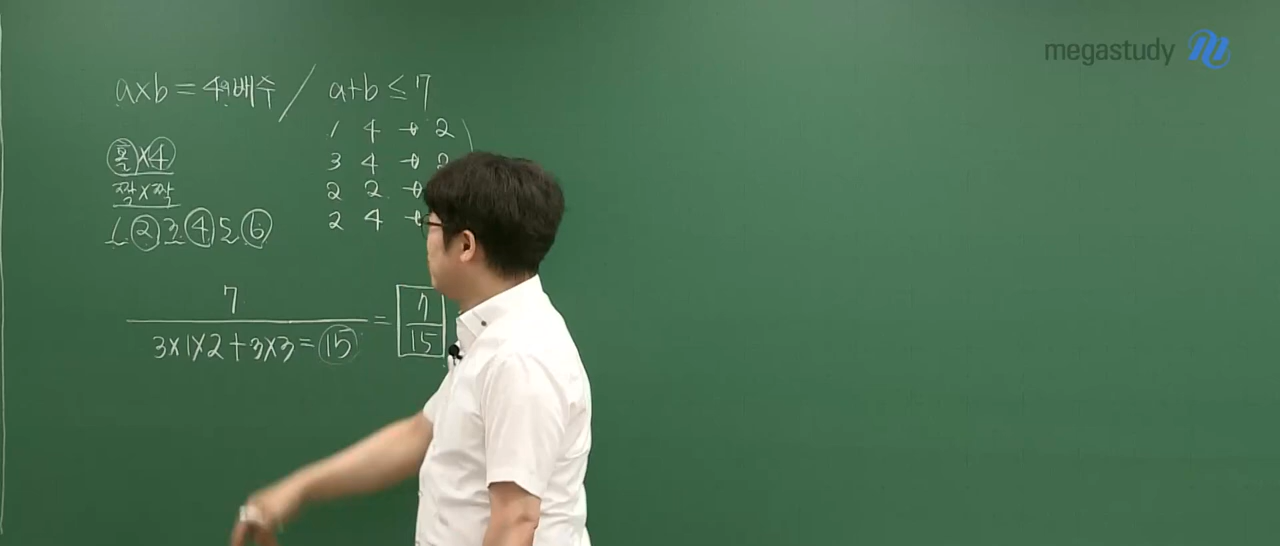 megastudy
a×b = 4의배수 / a+b ≤ 7
1 4 → 2
3 4 → 2
2 2 →
2 4 →
홀×4
짝×짝
1 2 3 4 5 6
7
3×1×2+3×3=15
=
7
15